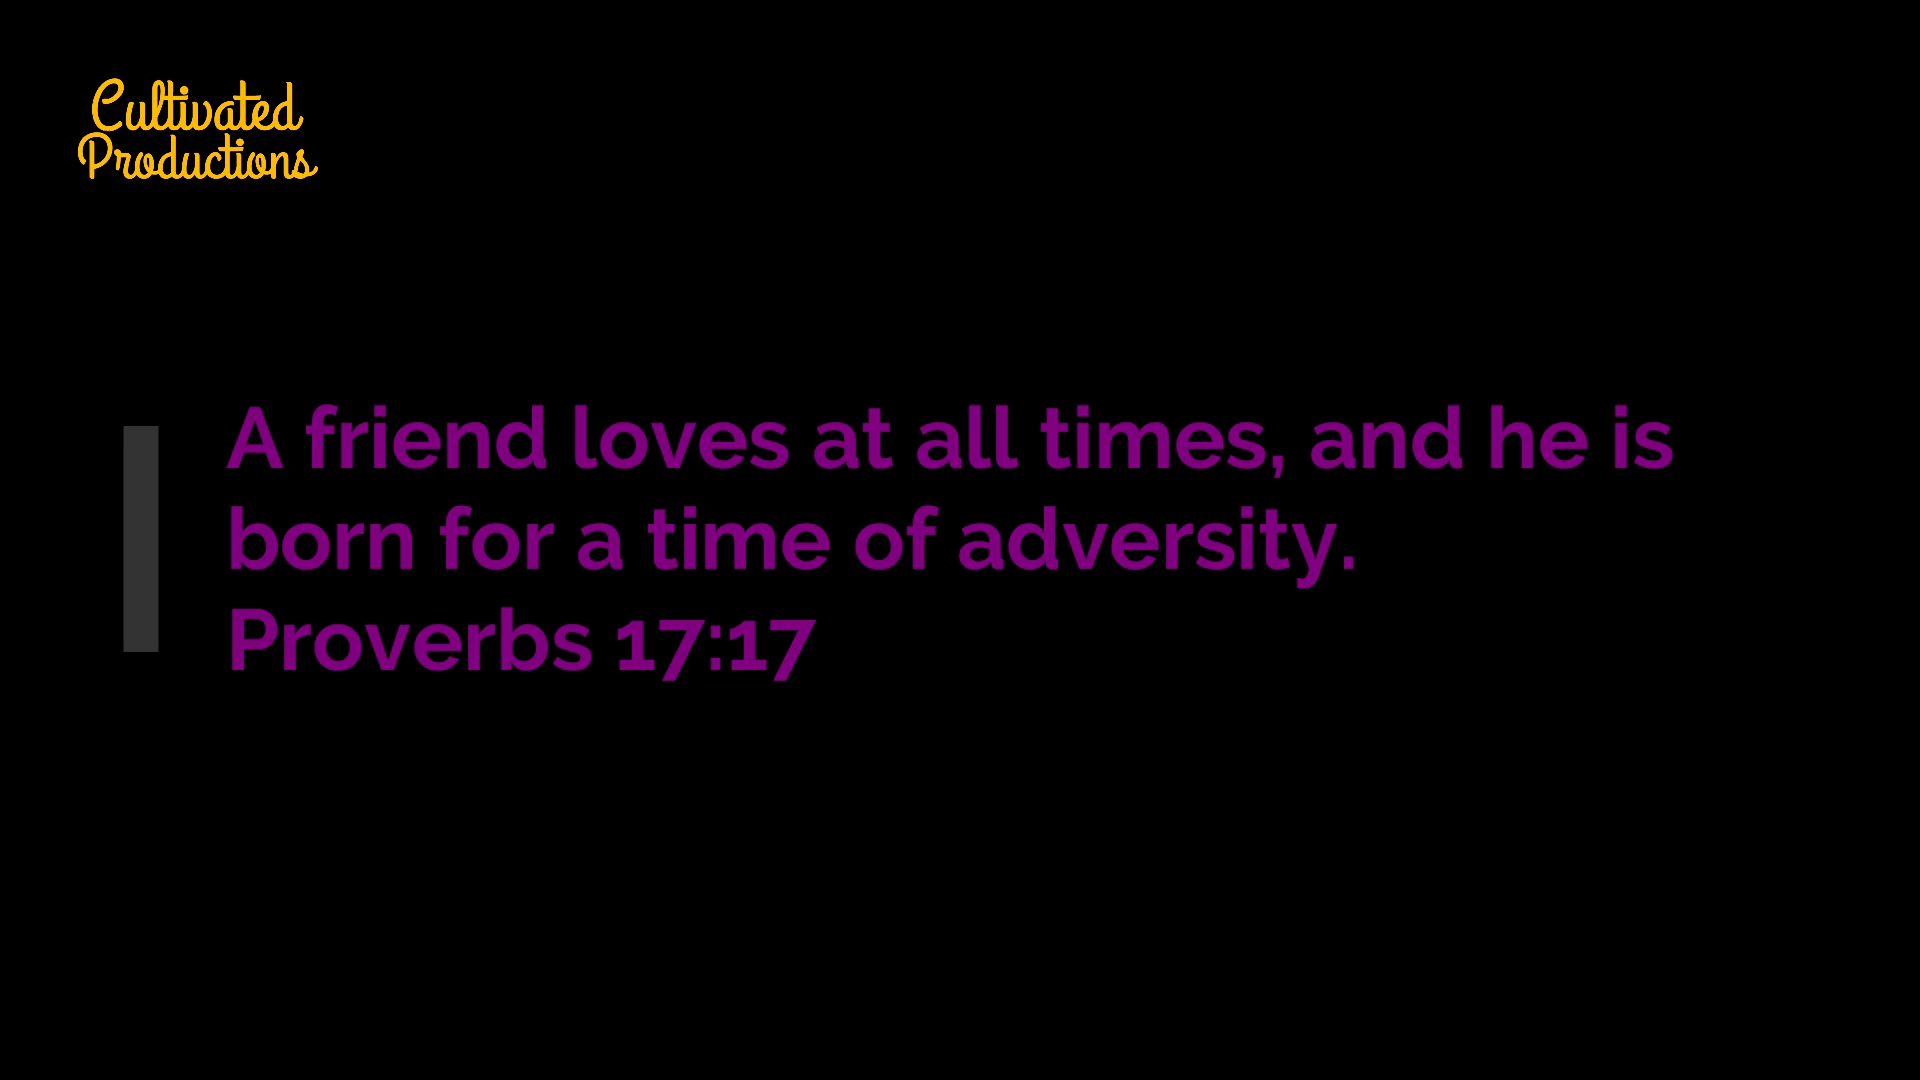 Cultivated
Productions
A friend loves at all times, and he is
born for a time of adversity.
Proverbs 17:17